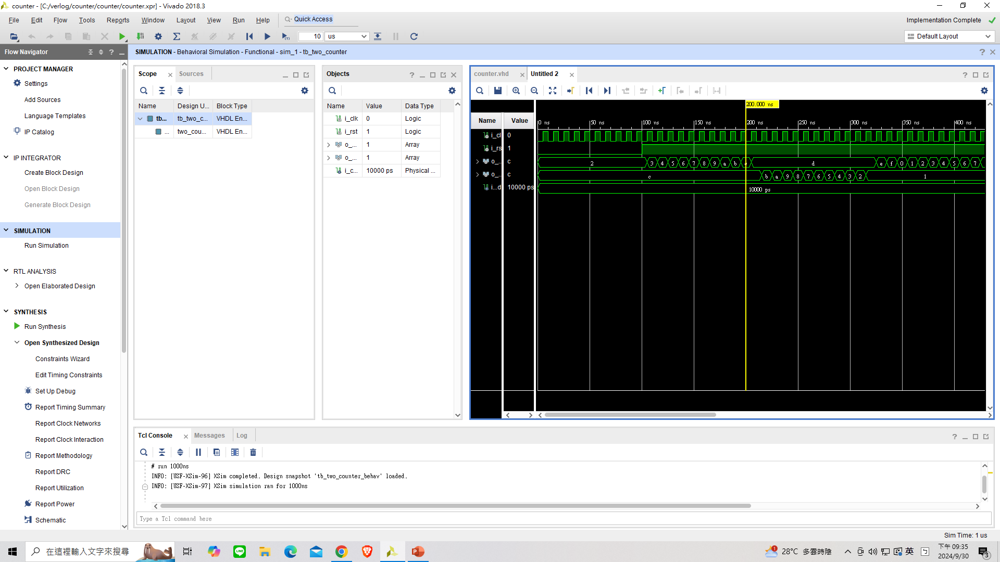 counter - [C:/verlog/counter/counter/counter.xpr] - Vivado 2018.3
File Edit Flow Tools Reports Window Layout View Run Help Quick Access
Implementation Complete
10 us
Default Layout
Flow Navigator
SIMULATION - Behavioral Simulation - Functional - sim_1 - tb_two_counter
PROJECT MANAGER
Settings
Add Sources
Language Templates
IP Catalog
IP INTEGRATOR
Create Block Design
Open Block Design
Generate Block Design
SIMULATION
Run Simulation
RTL ANALYSIS
Open Elaborated Design
SYNTHESIS
Run Synthesis
Open Synthesized Design
Constraints Wizard
Edit Timing Constraints
Set Up Debug
Report Timing Summary
Report Clock Networks
Report Clock Interaction
Report Methodology
Report DRC
Report Utilization
Report Power
Schematic
Scope Sources
Name Design U... Block Type
tb... tb_two_c... VHDL En...
... two_cou... VHDL En...
Objects
Name Value Data Type
i_clk 0 Logic
i_rst 1 Logic
o_... 1 Array
o_... 1 Array
i_c... 10000 ps Physical ...
counter.vhd Untitled 2
200.000 ns
Name Value
0 ns 50 ns 100 ns 150 ns 200 ns 250 ns 300 ns 350 ns 400 ns
i_cl 0
i_rs 1
o_... c 2 3 4 5 6 7 8 9 a b c d e f 0 1 2 3 4 5 6 7
o_... c c b a 9 8 7 6 5 4 3 2 1
i...d 10000 ps 10000 ps
Tcl Console Messages Log
# run 1000ns
INFO: [USF-XSim-96] XSim completed. Design snapshot 'tb_two_counter_behav' loaded.
INFO: [USF-XSim-97] XSim simulation ran for 1000ns
Type a Tcl command here
Sim Time: 1 us
在這裡輸入文字來搜尋
1
28°C 多雲時陰
英
下午 09:35
2024/9/30
3